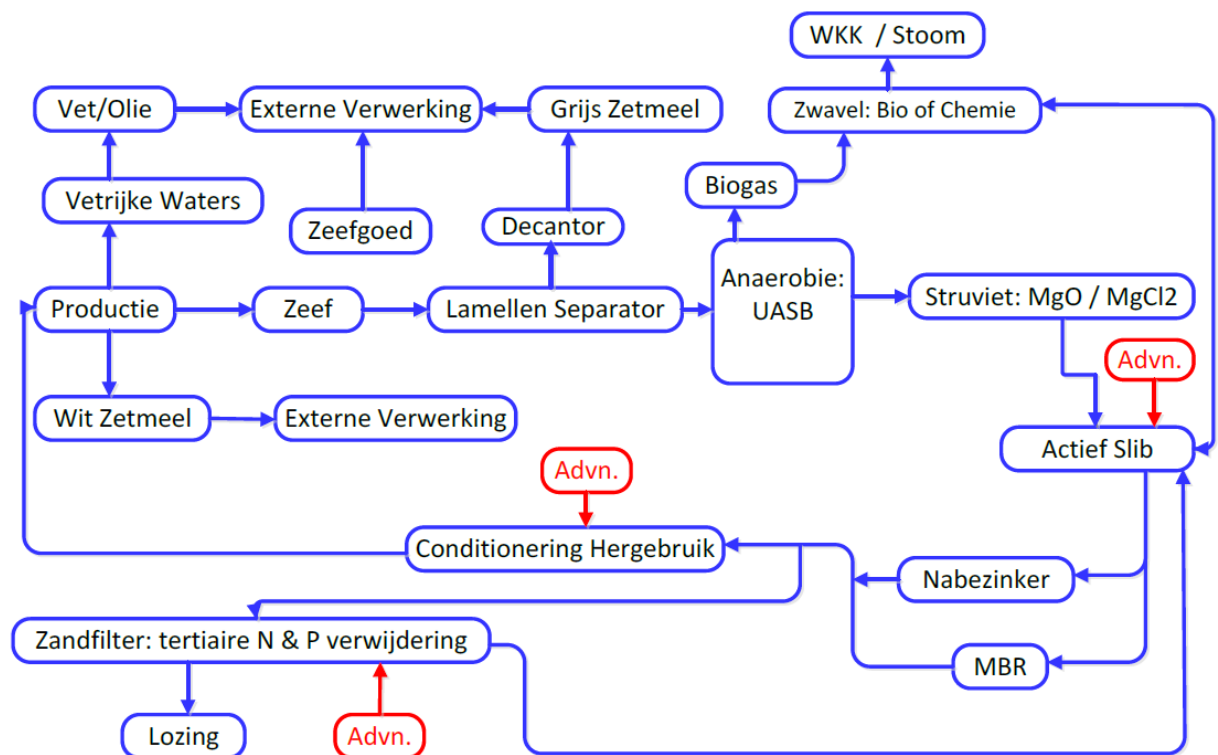 WKK / Stoom
Vet/Olie
Externe Verwerking
Grijs Zetmeel
Zwavel: Bio of Chemie
Vetrijke Waters
Biogas
Zeefgoed
Decantor
Anaerobie:
UASB
Productie
Zeef
Lamellen Separator
Struviet: MgO / MgCl2
Advn.
Wit Zetmeel
Externe Verwerking
Actief Slib
Advn.
Conditionering Hergebruik
Nabezinker
Zandfilter: tertiaire N & P verwijdering
MBR
Lozing
Advn.